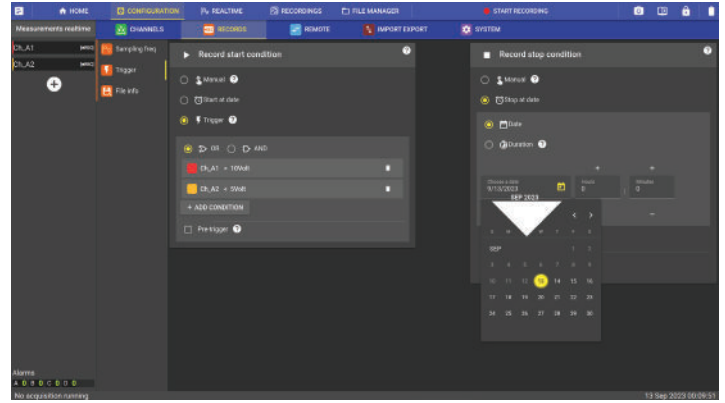 HOME CONFIGURATION REALTIME RECORDINGS FILE MANAGER START RECORDING
Measurements realtime CHANNELS RECORDS REMOTE IMPORT EXPORT SYSTEM
Ch_A1
Ch_A2
Sampling freq
Trigger
File info
Record start condition
Manual
Start at date
Trigger
OR AND
Ch_A1 > 10Volt
Ch_A2 > 5Volt
+ ADD CONDITION
Pre-trigger
Record stop condition
Manual
Stop at date
Date
Duration
Choose a date
9/13/2023
Hours
0
:
Minutes
0
SEP 2023
SEP 1 2
3 4 5 6 7 8 9
10 11 12 13 14 15 16
17 18 19 20 21 22 23
24 25 26 27 28 29 30
Alarms
A 0 B 0 C 0 D 0
No acquisition running
13 Sep 2023 00:09:51